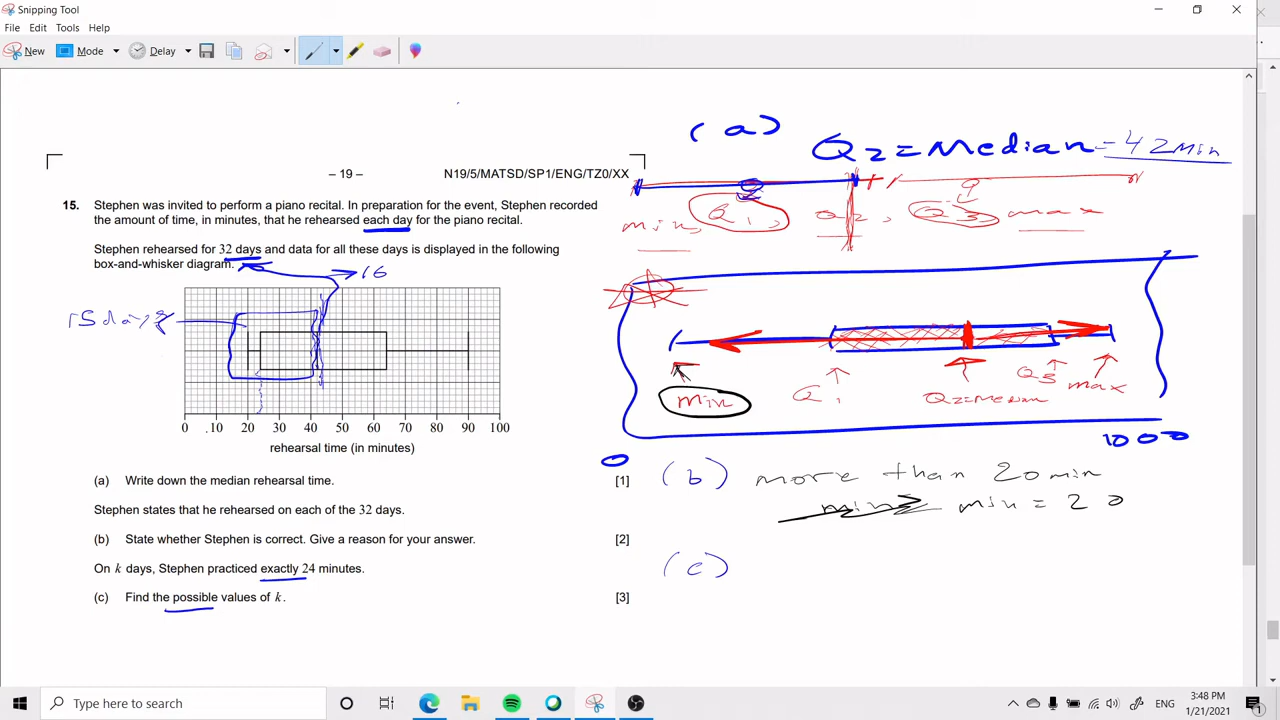 Snipping Tool
File Edit Tools Help
New Mode Delay
(a)
Q2 = Median = 42 Min
– 19 – N19/5/MATSD/SP1/ENG/TZ0/XX
15. Stephen was invited to perform a piano recital. In preparation for the event, Stephen recorded
the amount of time, in minutes, that he rehearsed each day for the piano recital.
Stephen rehearsed for 32 days and data for all these days is displayed in the following
box-and-whisker diagram.
min, Q1, Q2, Q3, max
16
15 days
0 10 20 30 40 50 60 70 80 90 100
rehearsal time (in minutes)
min Q1 Q2=Median Q3 max
0 1000
(a) Write down the median rehearsal time. [1]
Stephen states that he rehearsed on each of the 32 days.
(b) State whether Stephen is correct. Give a reason for your answer. [2]
On k days, Stephen practiced exactly 24 minutes.
(c) Find the possible values of k. [3]
(b) more than 20 min
min min = 20
(c)
Type here to search
ENG
3:48 PM
1/21/2021
1